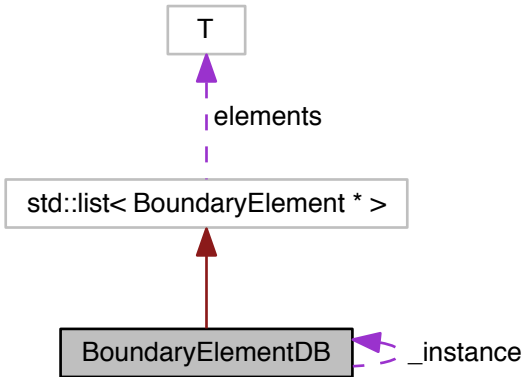 T
elements
std::list< BoundaryElement * >
BoundaryElementDB
_instance